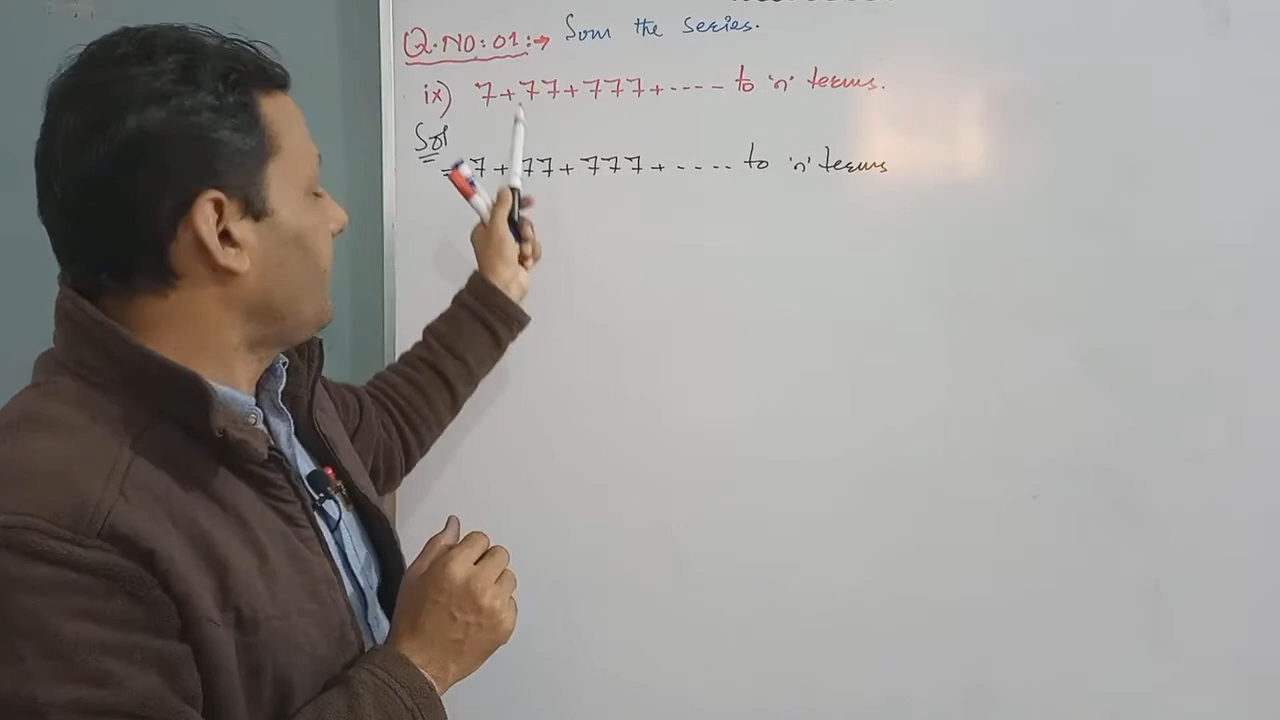 Q.NO:01:→ Sum the series.
ix) 7+77+777+---- to 'n' terms.
Sol
= 7+77+777+---- to 'n' terms